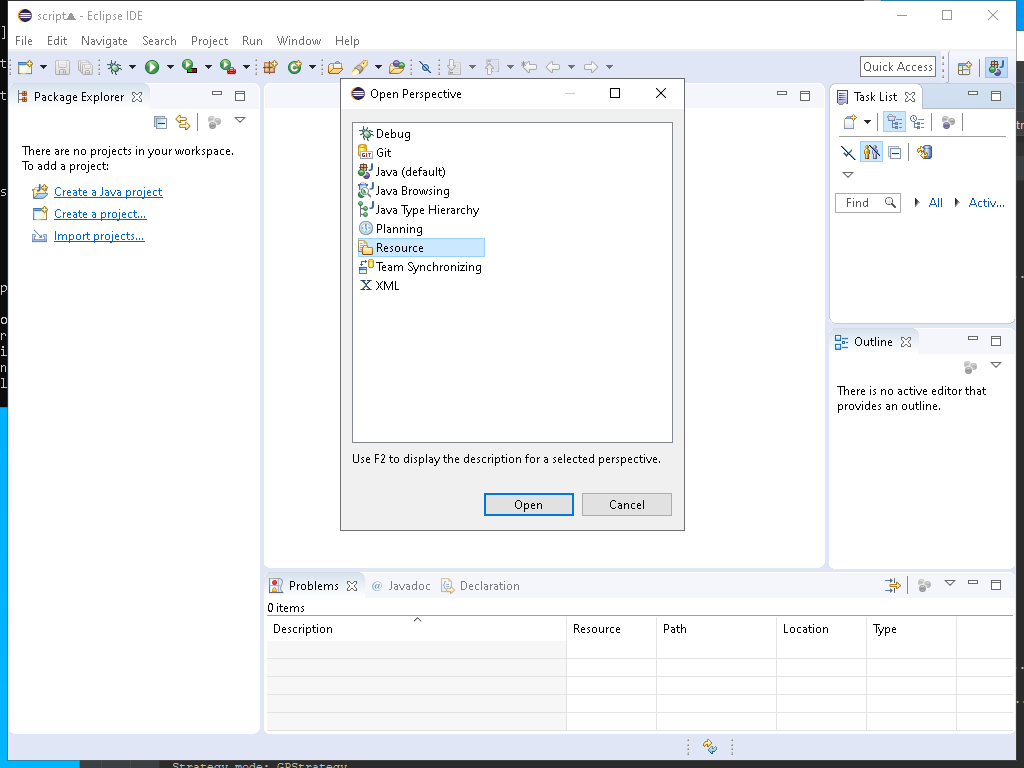 script▲ - Eclipse IDE
File Edit Navigate Search Project Run Window Help
Quick Access
Package Explorer
There are no projects in your workspace.
To add a project:
Create a Java project
Create a project...
Import projects...
Open Perspective
Debug
Git
Java (default)
Java Browsing
Java Type Hierarchy
Planning
Resource
Team Synchronizing
XML
Use F2 to display the description for a selected perspective.
Open Cancel
Task List
Find All Activ...
Outline
There is no active editor that
provides an outline.
Problems @ Javadoc Declaration
0 items
Description Resource Path Location Type
Strategy mode: GPStrategy